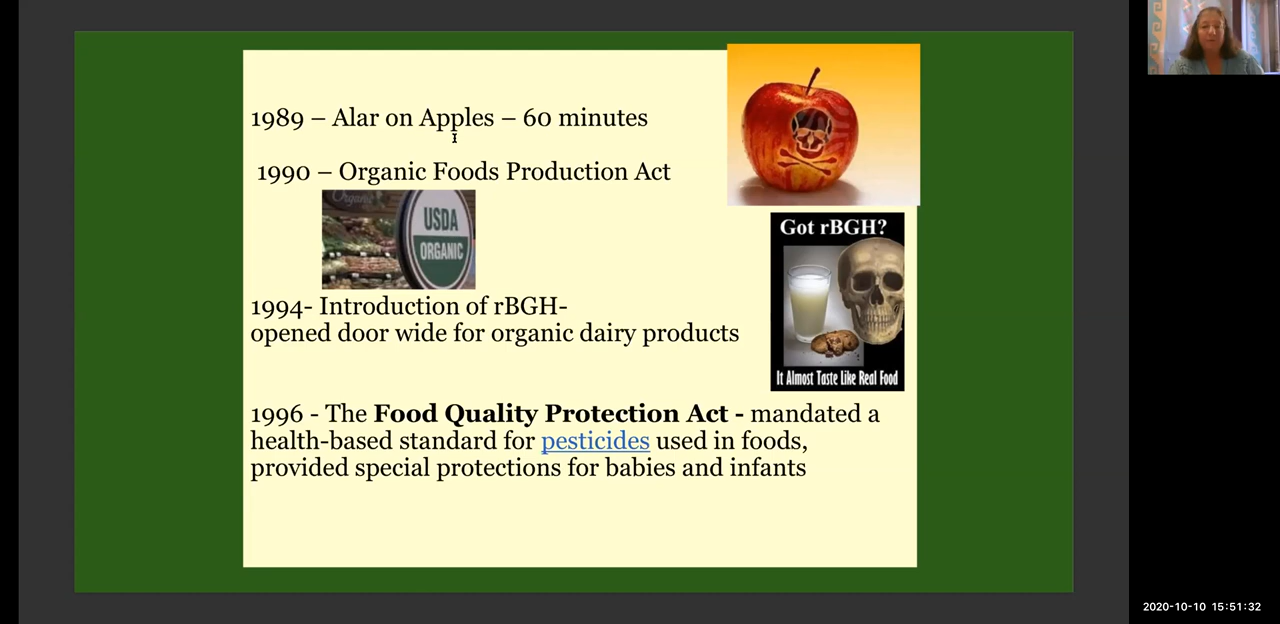 1989 – Alar on Apples – 60 minutes
1990 – Organic Foods Production Act
Organic
USDA
ORGANIC
Got rBGH?
It Almost Taste Like Real Food
1994- Introduction of rBGH-
opened door wide for organic dairy products
1996 - The Food Quality Protection Act - mandated a
health-based standard for pesticides used in foods,
provided special protections for babies and infants
2020-10-10 15:51:32